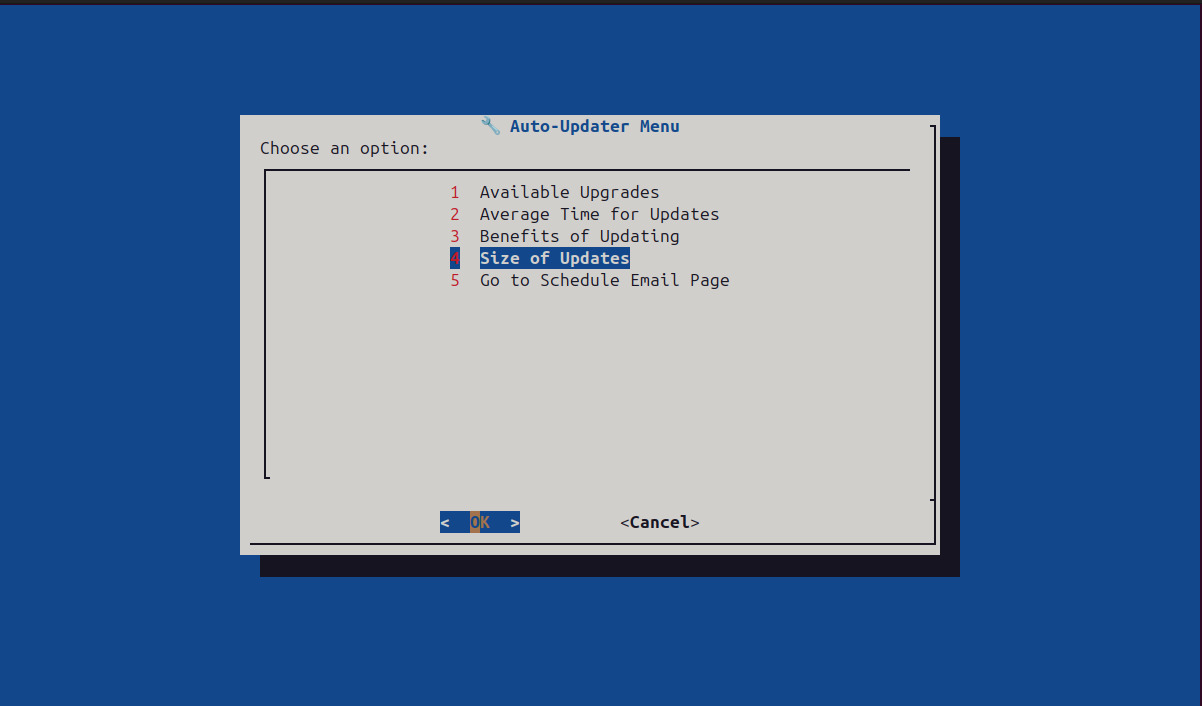 🔧 Auto-Updater Menu
Choose an option:
1 Available Upgrades
2 Average Time for Updates
3 Benefits of Updating
4 Size of Updates
5 Go to Schedule Email Page
< OK > <Cancel>